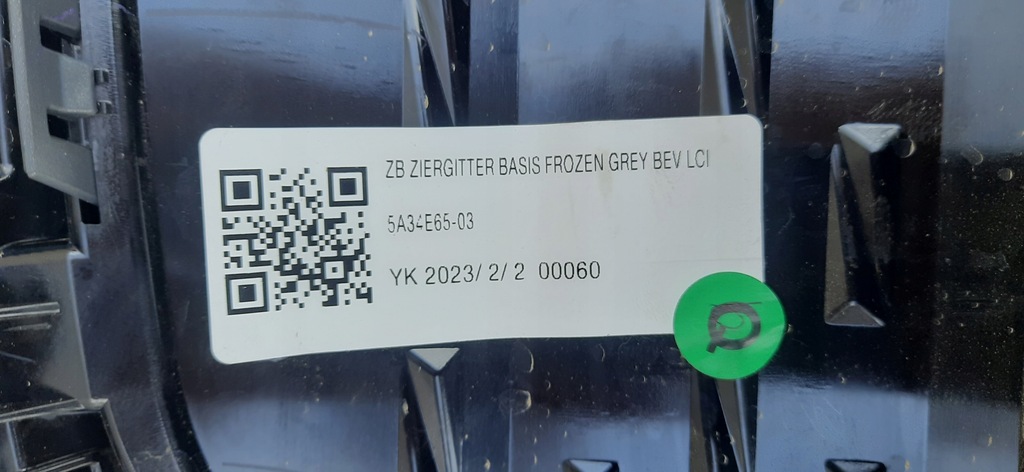 ZB ZIERGITTER BASIS FROZEN GREY BEV LCI
5A34E65-03
YK 2023/ 2/ 2 00060
Q